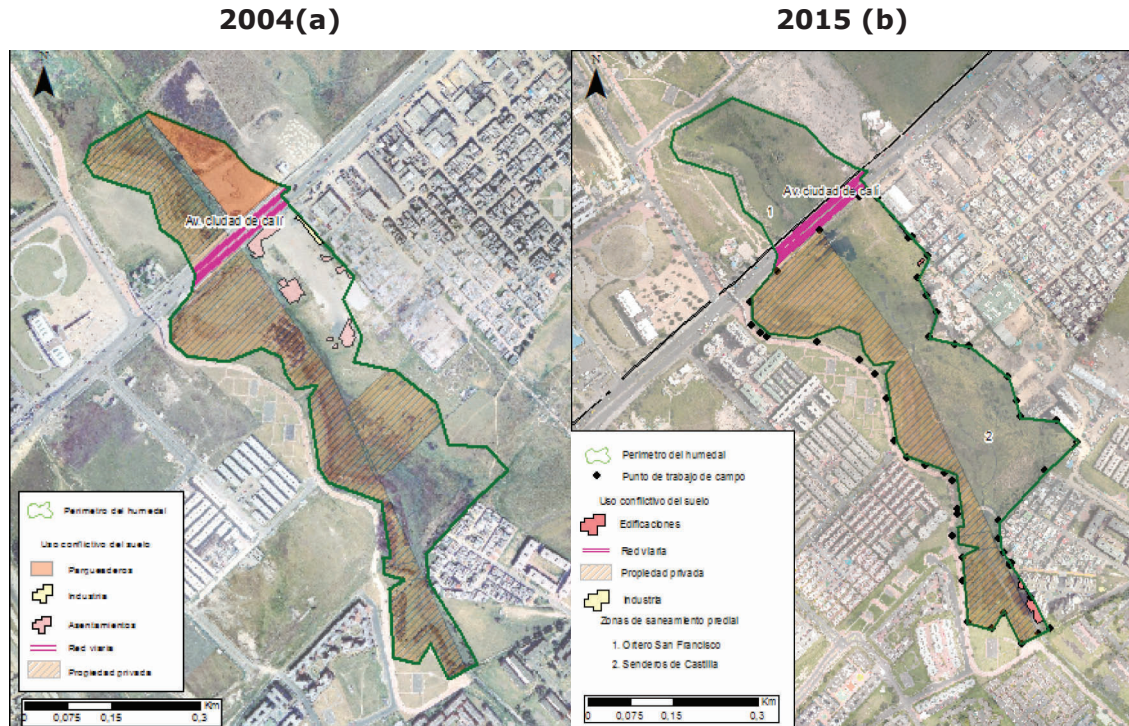 2004(a)
2015 (b)
Av. ciudad de cali
Perimetro del humedal
Uso conflictivo del suelo
Parqueaderos
Industria
Asentamientos
Red viaria
Propiedad privada
Km
0 0,075 0,15 0,3
N
Av. ciudad de cali
1
2
Perimetro del humedal
Punto de trabajo de campo
Uso conflictivo del suelo
Edificaciones
Red viaria
Propiedad privada
Industria
Zonas de saneamiento predial
1. Ortero San Francisco
2. Senderos de Castilla
Km
0 0,075 0,15 0,3